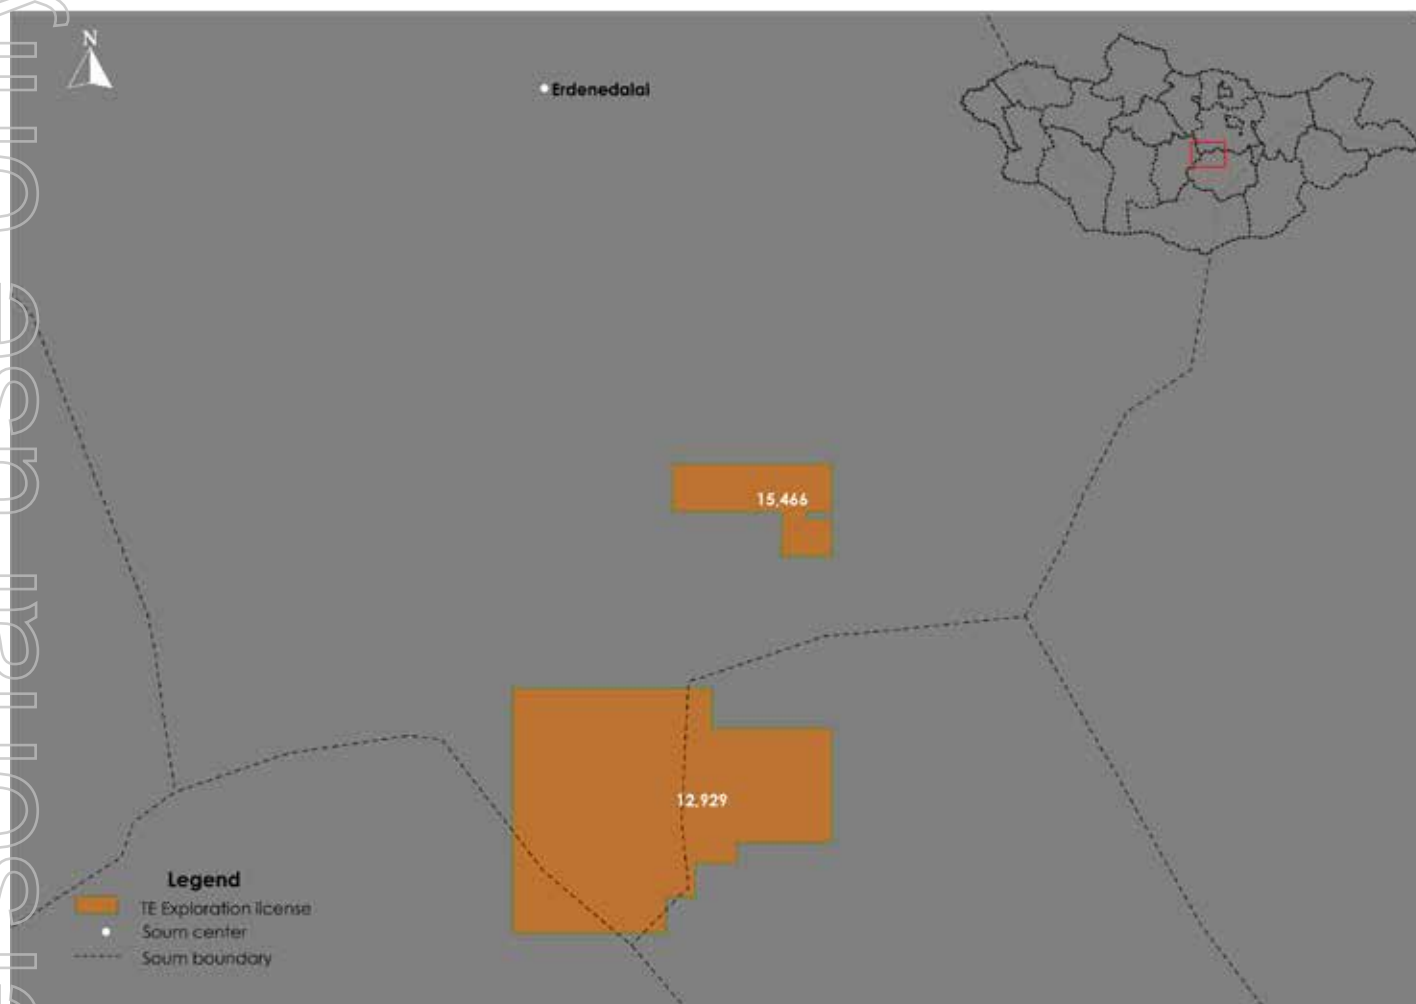 N
Erdenedalai
15,466
12,929
Legend
TE Exploration license
Soum center
Soum boundary